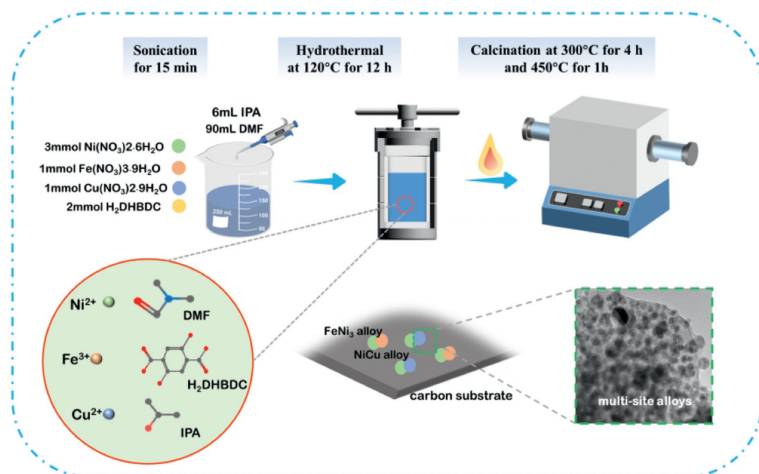 Sonication
for 15 min
Hydrothermal
at 120°C for 12 h
Calcination at 300°C for 4 h
and 450°C for 1h
6mL IPA
90mL DMF
3mmol Ni(NO3)2·6H₂O
1mmol Fe(NO3)3·9H₂O
1mmol Cu(NO3)2·9H₂O
2mmol H₂DHBDC
250 mL
150
100
50
Ni²⁺
DMF
Fe³⁺
H₂DHBDC
Cu²⁺
IPA
FeNi₃ alloy
NiCu alloy
carbon substrate
multi-site alloys